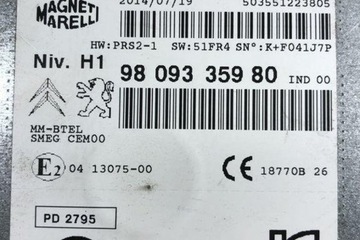 MAGNETI 2014/07/19 503551223805
MARELLI
HW:PRS2-1 SW:51FR4 SN°:K+F041J7P
Niv. H1 98 093 359 80 IND 00
MM-BTEL
SMEG CEM00
E2 04 13075-00 CE 18770B 26
PD 2795